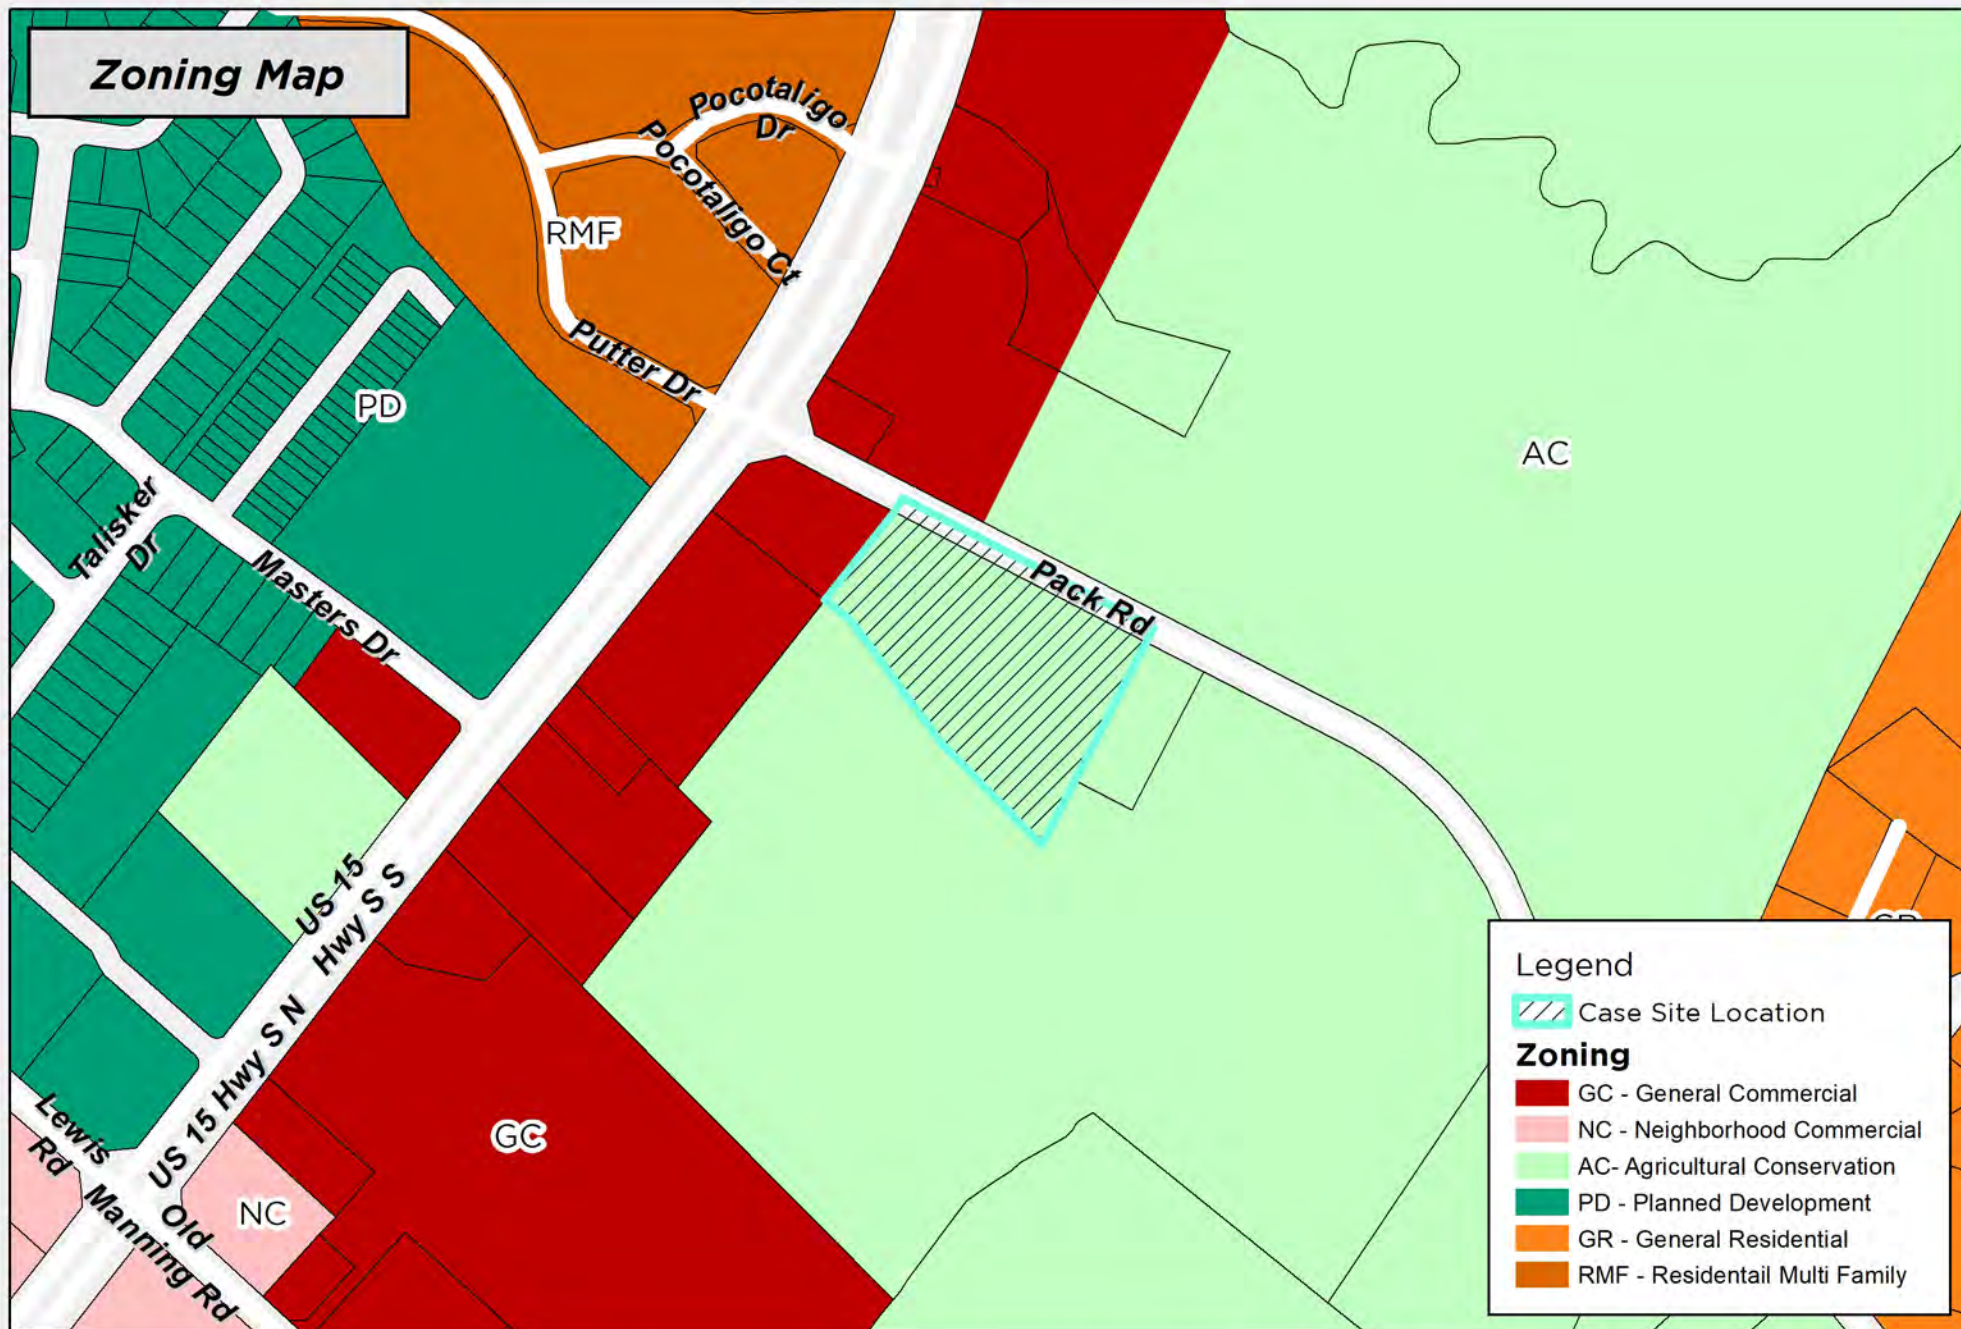 Zoning Map
Pocotaligo
Dr
Pocotaligo Ct
RMF
Putter Dr
PD
AC
Talisker
Dr
Masters Dr
Pack Rd
US 15
Hwy S S
US 15 Hwy S N
Lewis
Rd
Old
Manning Rd
GC
NC
Legend
Case Site Location
Zoning
GC - General Commercial
NC - Neighborhood Commercial
AC- Agricultural Conservation
PD - Planned Development
GR - General Residential
RMF - Residentail Multi Family